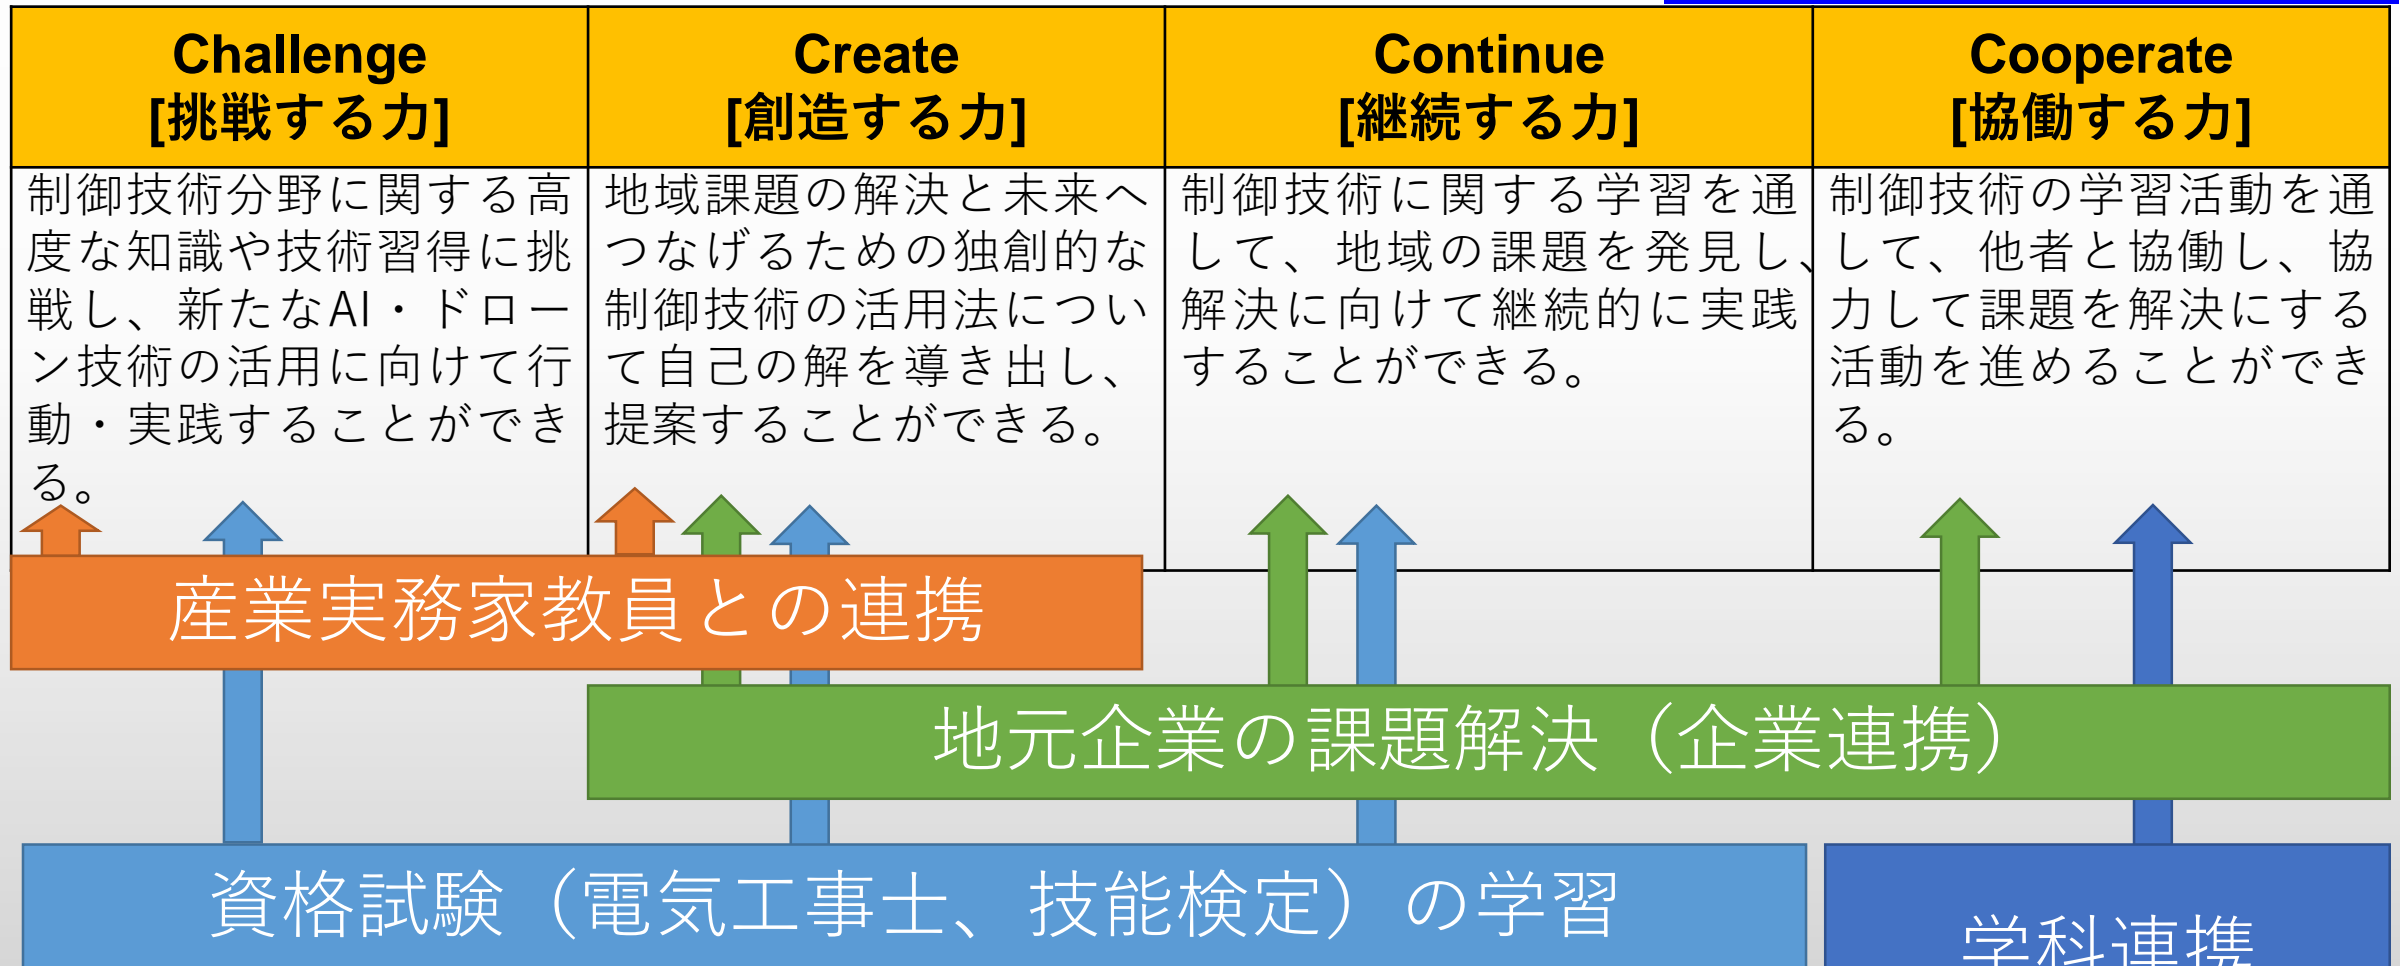 Challenge
[挑戦する力]
Create
[創造する力]
Continue
[継続する力]
Cooperate
[協働する力]
制御技術分野に関する高
度な知識や技術習得に挑
戦し、新たなAI・ドロー
ン技術の活用に向けて行
動・実践することができ
る。
地域課題の解決と未来へ
つなげるための独創的な
制御技術の活用法につい
て自己の解を導き出し、
提案することができる。
制御技術に関する学習を通
して、地域の課題を発見し、
解決に向けて継続的に実践
することができる。
制御技術の学習活動を通
して、他者と協働し、協
力して課題を解決にする
活動を進めることができ
る。
産業実務家教員との連携
地元企業の課題解決（企業連携）
資格試験（電気工事士、技能検定）の学習
学科連携